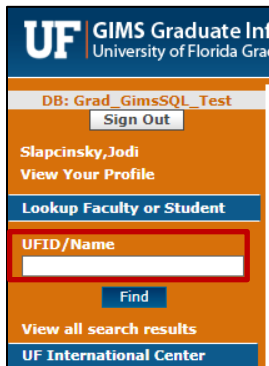 UF GIMS Graduate Inf
University of Florida Gra
DB: Grad_GimsSQL_Test
Sign Out
Slapcinsky,Jodi
View Your Profile
Lookup Faculty or Student
UFID/Name
Find
View all search results
UF International Center